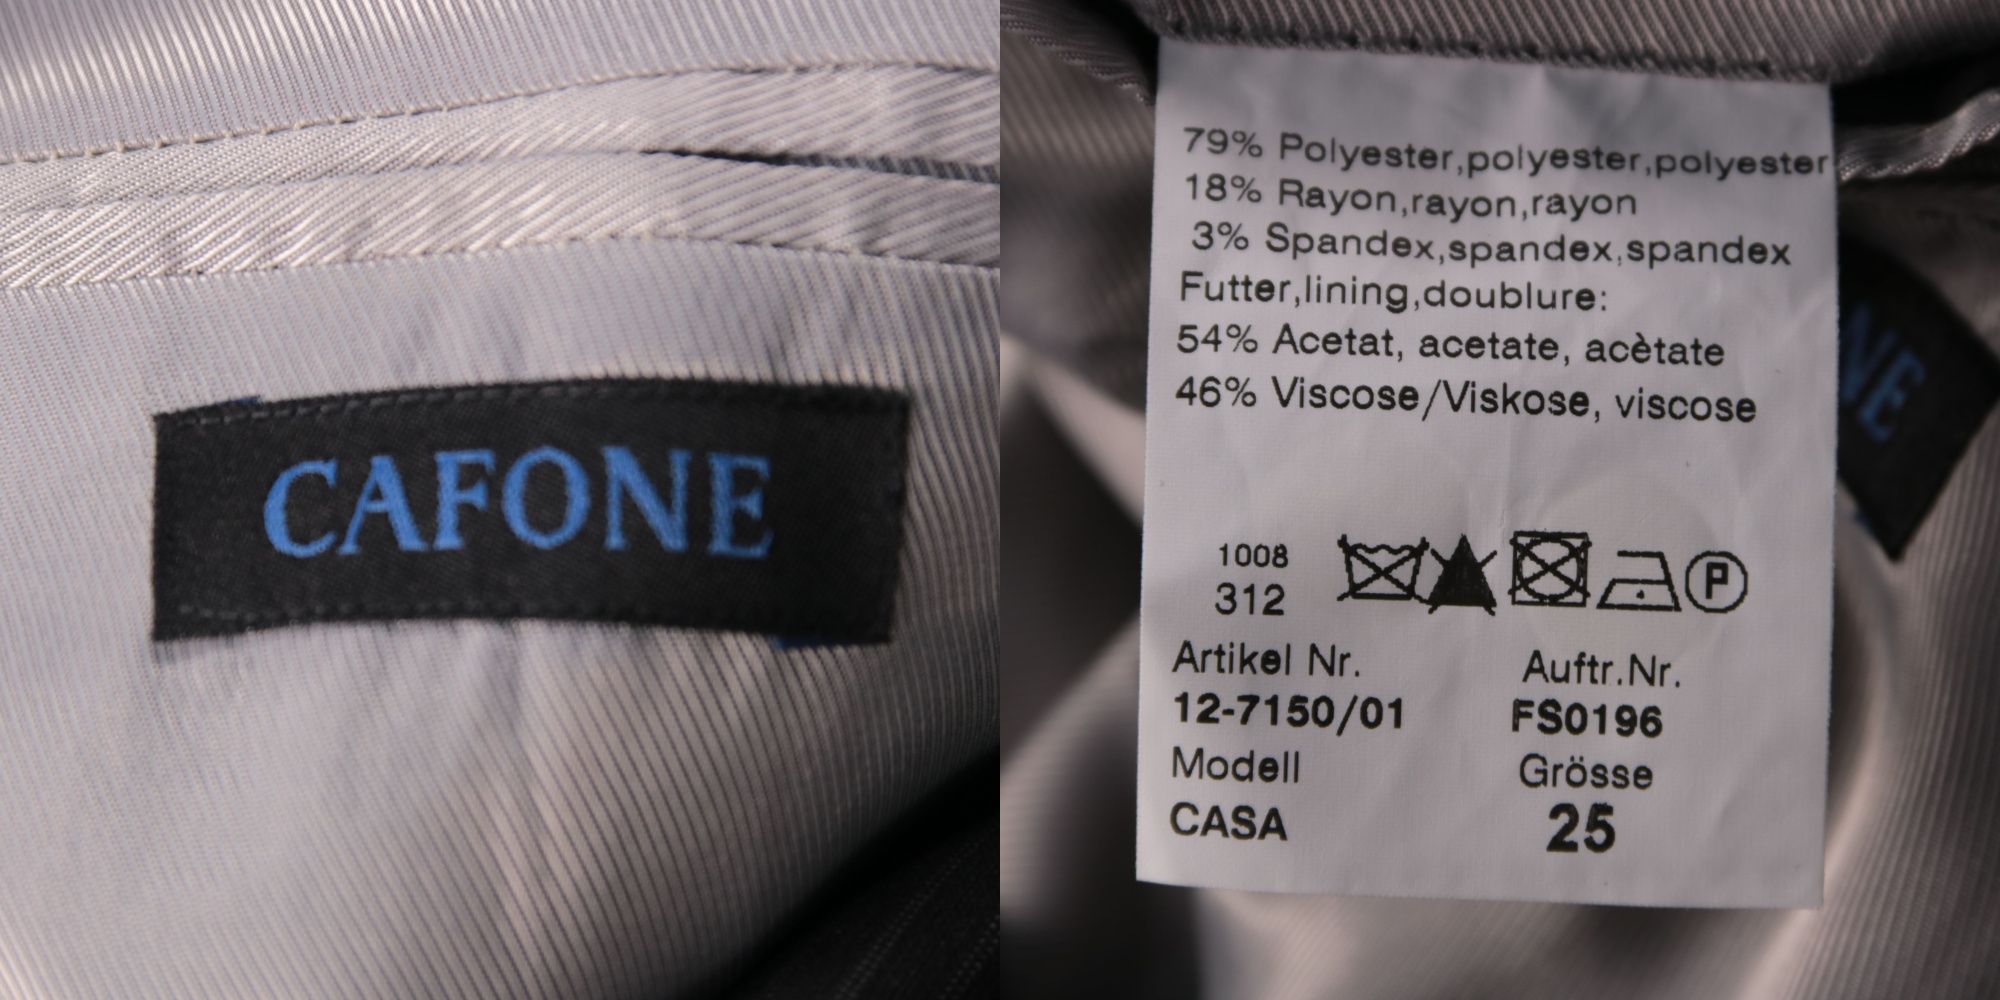 CAFONE
79% Polyester,polyester,polyester
18% Rayon,rayon,rayon
3% Spandex,spandex,spandex
Futter,lining,doublure:
54% Acetat, acetate, acètate
46% Viscose/Viskose, viscose
1008
312
P
Artikel Nr. Auftr.Nr.
12-7150/01 FS0196
Modell Grösse
CASA 25
NE